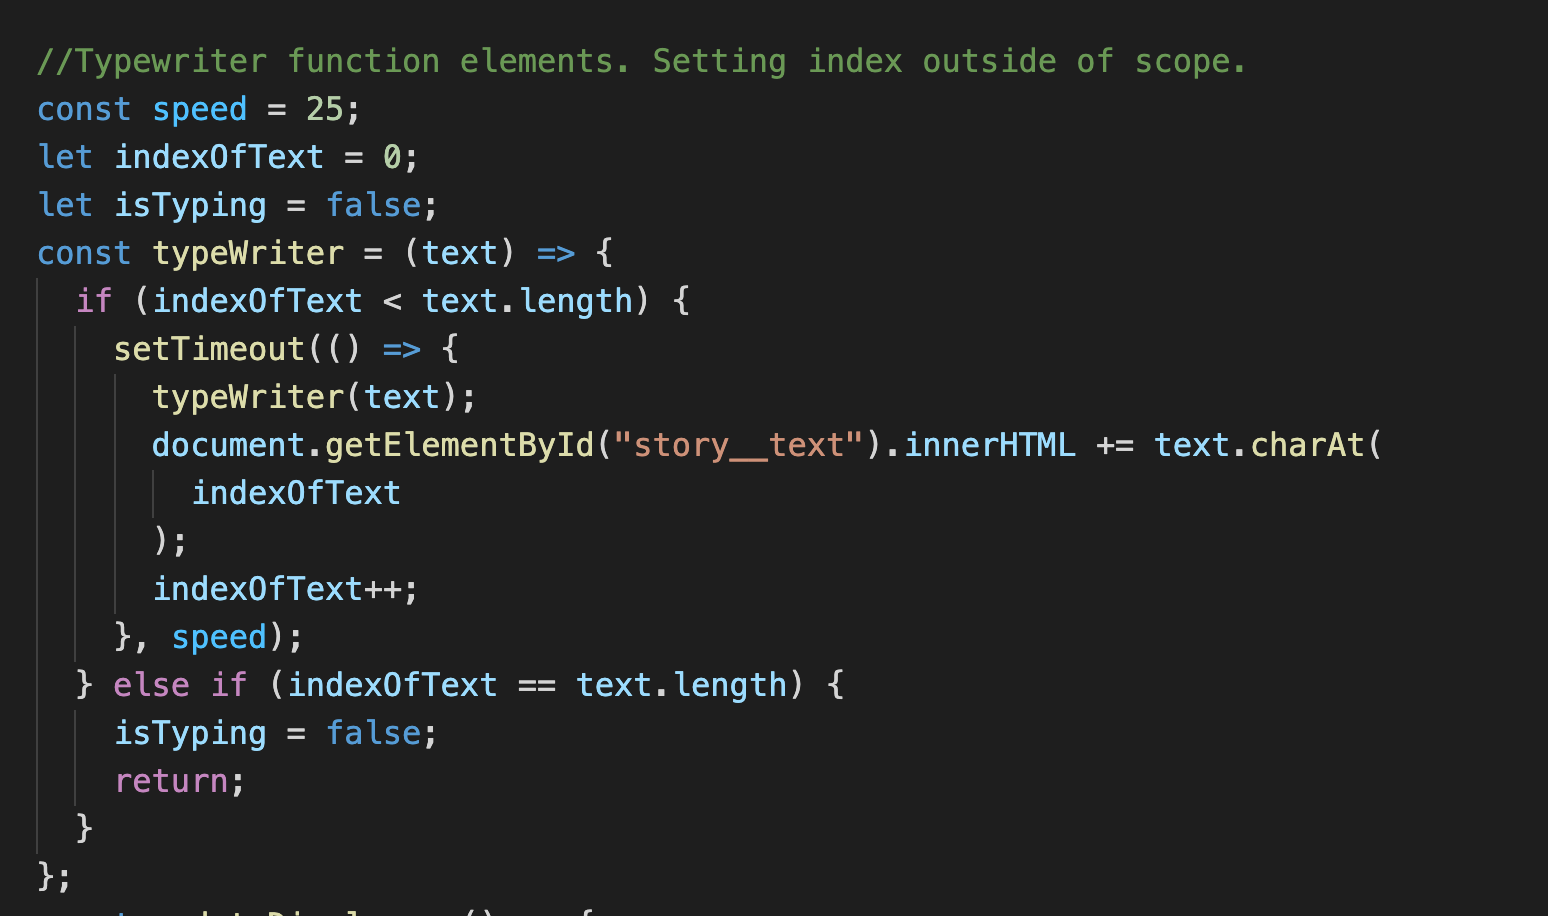 //Typewriter function elements. Setting index outside of scope.
const speed = 25;
let indexOfText = 0;
let isTyping = false;
const typeWriter = (text) => {
  if (indexOfText < text.length) {
    setTimeout(() => {
      typeWriter(text);
      document.getElementById("story__text").innerHTML += text.charAt(
        indexOfText
      );
      indexOfText++;
    }, speed);
  } else if (indexOfText == text.length) {
    isTyping = false;
    return;
  }
};